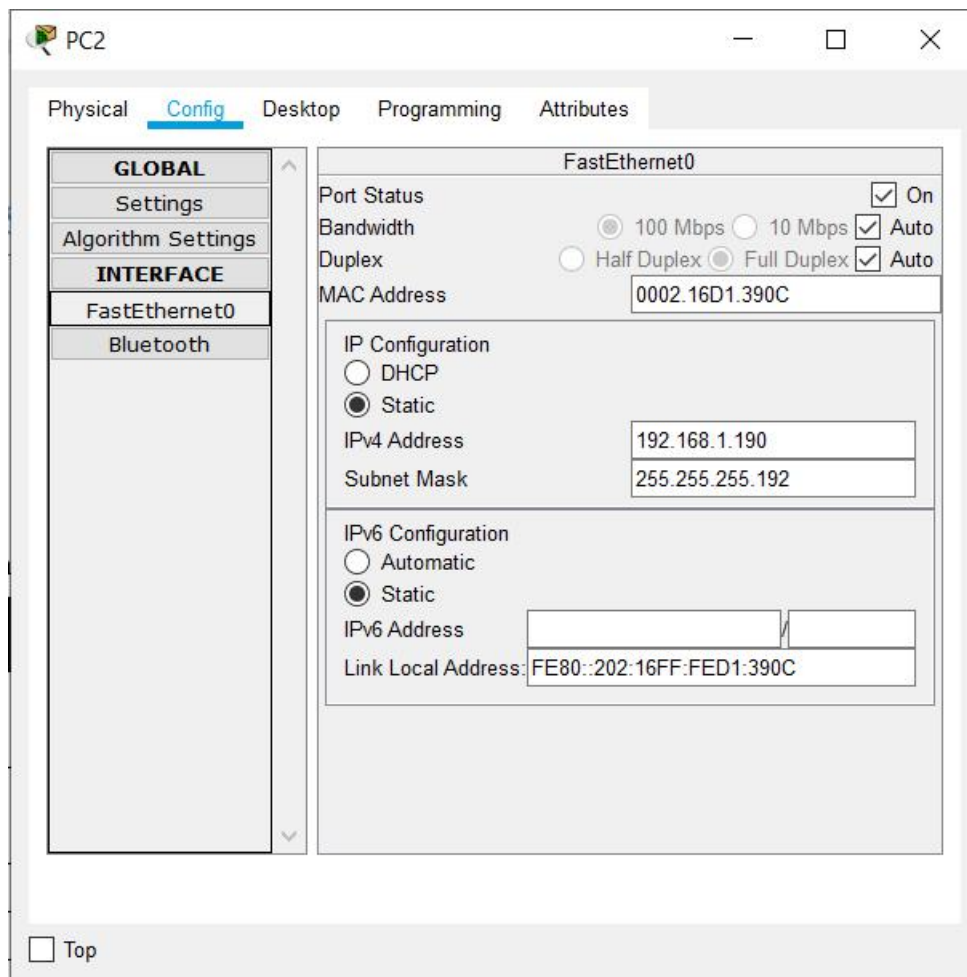 PC2
Physical Config Desktop Programming Attributes
GLOBAL
Settings
Algorithm Settings
INTERFACE
FastEthernet0
Bluetooth
FastEthernet0
Port Status On
Bandwidth 100 Mbps 10 Mbps Auto
Duplex Half Duplex Full Duplex Auto
MAC Address 0002.16D1.390C
IP Configuration
DHCP
Static
IPv4 Address 192.168.1.190
Subnet Mask 255.255.255.192
IPv6 Configuration
Automatic
Static
IPv6 Address /
Link Local Address: FE80::202:16FF:FED1:390C
Top